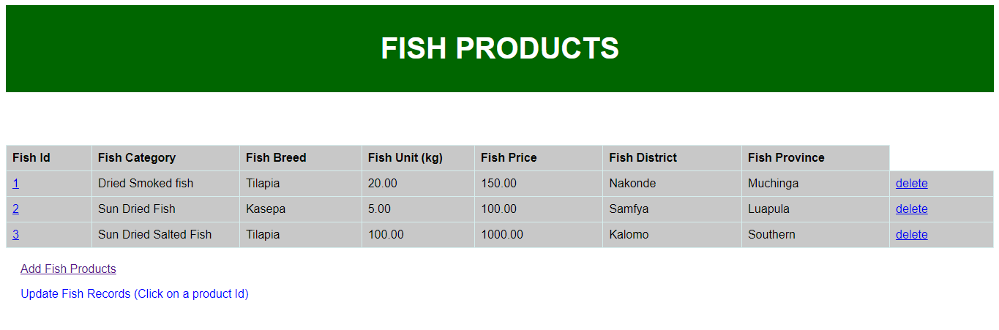 FISH PRODUCTS
Fish Id Fish Category Fish Breed Fish Unit (kg) Fish Price Fish District Fish Province
1 Dried Smoked fish Tilapia 20.00 150.00 Nakonde Muchinga delete
2 Sun Dried Fish Kasepa 5.00 100.00 Samfya Luapula delete
3 Sun Dried Salted Fish Tilapia 100.00 1000.00 Kalomo Southern delete
Add Fish Products
Update Fish Records (Click on a product Id)